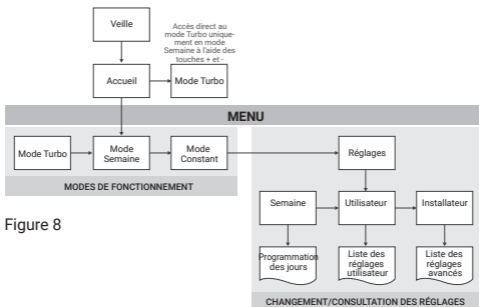 Veille
Accès direct au
mode Turbo unique-
ment en mode
Semaine à l'aide des
touches + et -
Accueil
Mode Turbo
MENU
Mode Turbo
Mode
Semaine
Mode
Constant
Réglages
MODES DE FONCTIONNEMENT
Semaine
Utilisateur
Installateur
Figure 8
Programmation
des jours
Liste des
réglages
utilisateur
Liste des
réglages
avancés
CHANGEMENT/CONSULTATION DES RÉGLAGES